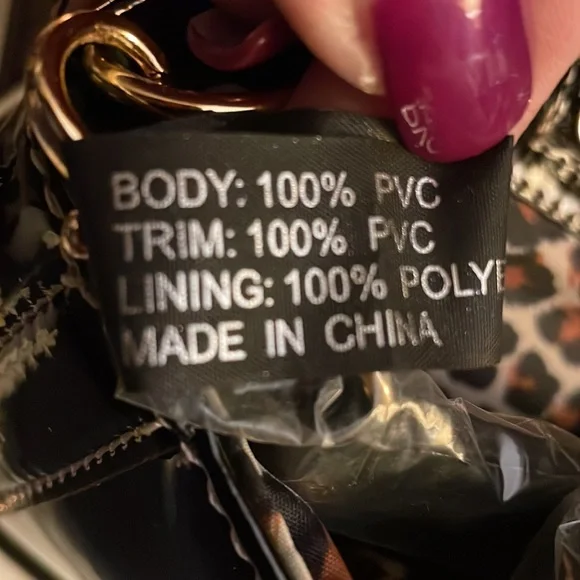 BODY: 100% PVC
TRIM: 100% PVC
LINING: 100% POLYE
MADE IN CHINA